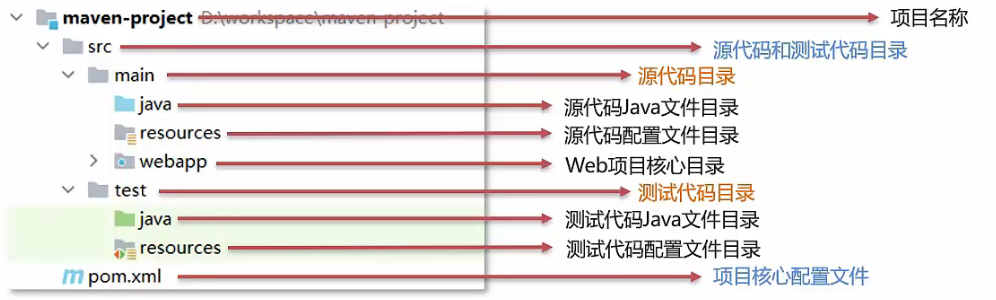 maven-project D:\workspace\maven-project 项目名称
src 源代码和测试代码目录
main 源代码目录
java 源代码Java文件目录
resources 源代码配置文件目录
webapp Web项目核心目录
test 测试代码目录
java 测试代码Java文件目录
resources 测试代码配置文件目录
m pom.xml 项目核心配置文件